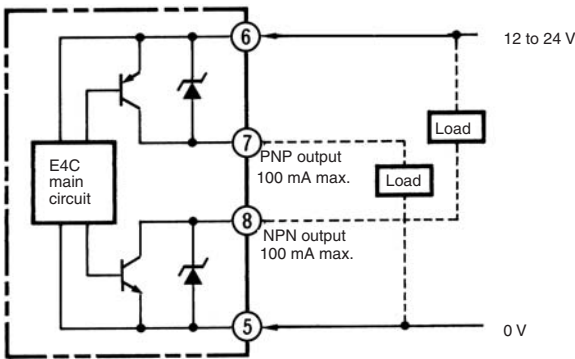 6
12 to 24 V
Load
7
PNP output
100 mA max.
E4C
main
circuit
Load
8
NPN output
100 mA max.
5
0 V